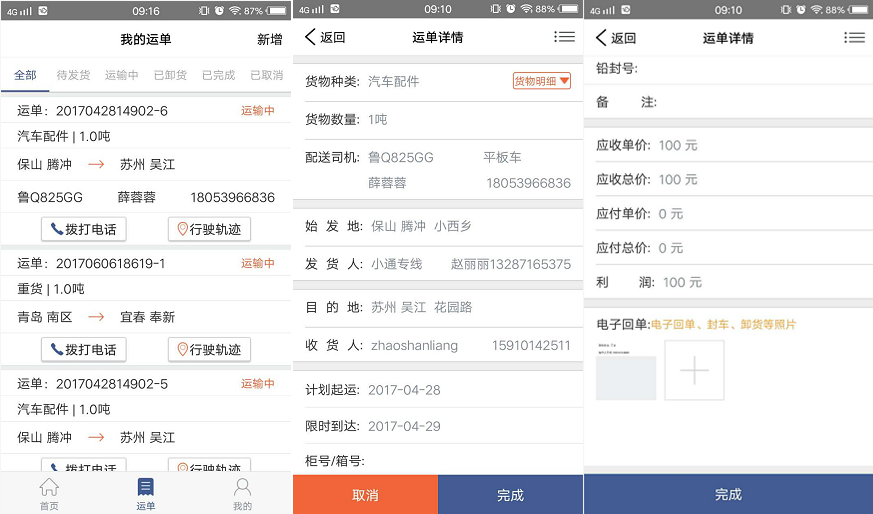 4G 09:16 87%
我的运单 新增
全部 待发货 运输中 已卸货 已完成 已取消
运单: 2017042814902-6 运输中
汽车配件 | 1.0吨
保山 腾冲 苏州 吴江
鲁Q825GG 薛蓉蓉 18053966836
拨打电话 行驶轨迹
运单: 2017060618619-1 运输中
重货 | 1.0吨
青岛 南区 宜春 奉新
拨打电话 行驶轨迹
运单: 2017042814902-5 运输中
汽车配件 | 1.0吨
保山 腾冲 苏州 吴江
拨打电话 行驶轨迹
首页 运单 我的
4G 09:10 88%
返回 运单详情
货物种类: 汽车配件 货物明细
货物数量: 1吨
配送司机: 鲁Q825GG 平板车
薛蓉蓉 18053966836
始发地: 保山 腾冲 小西乡
发货人: 小通专线 赵丽丽13287165375
目的地: 苏州 吴江 花园路
收货人: zhaoshanliang 15910142511
计划起运: 2017-04-28
限时到达: 2017-04-29
柜号/箱号:
取消 完成
4G 09:10 88%
返回 运单详情
铅封号:
备注:
应收单价: 100 元
应收总价: 100 元
应付单价: 0 元
应付总价: 0 元
利润: 100 元
电子回单:电子回单、封车、卸货等照片
完成